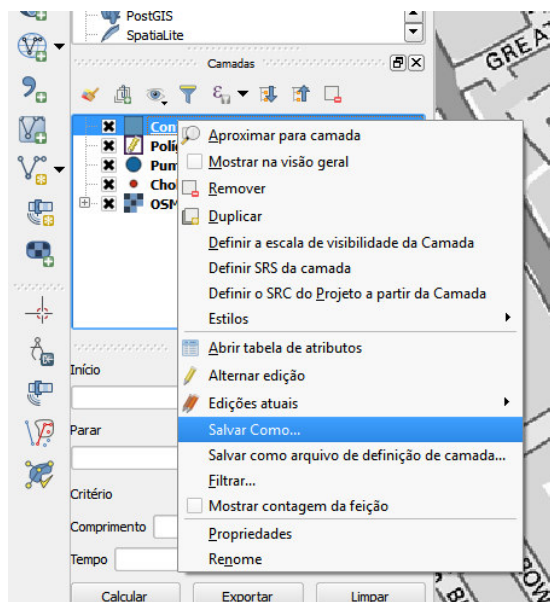 PostGIS
SpatiaLite
Camadas
GREAT
Con
Polig
Pum
Chol
OSM
Aproximar para camada
Mostrar na visão geral
Remover
Duplicar
Definir a escala de visibilidade da Camada
Definir SRS da camada
Definir o SRC do Projeto a partir da Camada
Estilos
Abrir tabela de atributos
Alternar edição
Edições atuais
Salvar Como...
Salvar como arquivo de definição de camada...
Filtrar...
Mostrar contagem da feição
Propriedades
Renome
Início
Parar
Critério
Comprimento
Tempo
Calcular
Exportar
Limpar